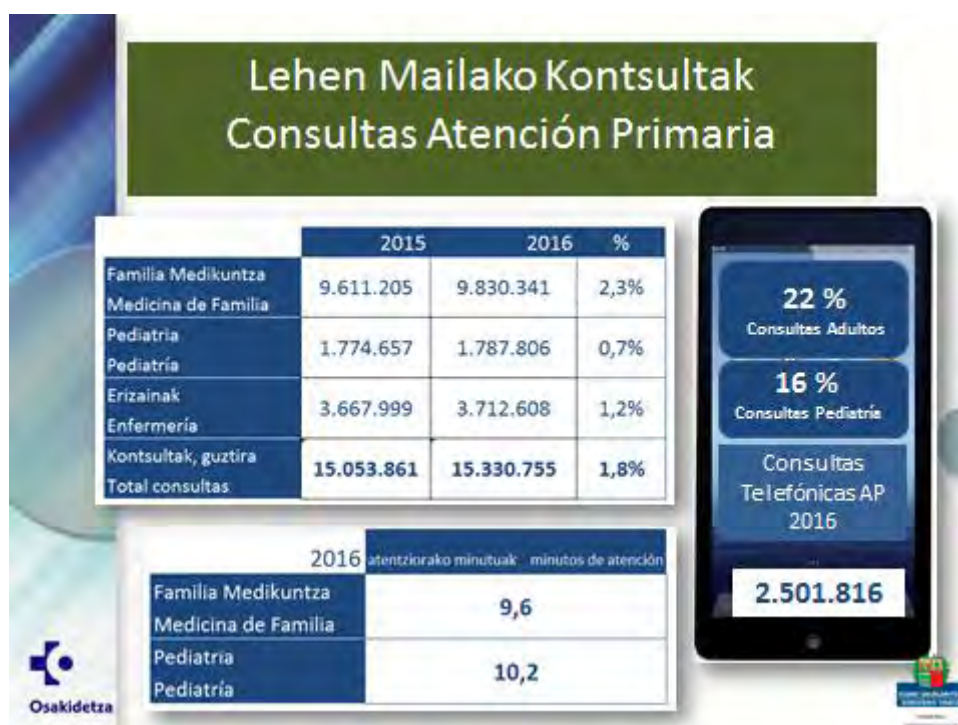 Lehen Mailako Kontsultak
Consultas Atención Primaria
2015 2016 %
Familia Medikuntza
Medicina de Familia
9.611.205 9.830.341 2,3%
Pediatria
Pediatría
1.774.657 1.787.806 0,7%
Erizainak
Enfermería
3.667.999 3.712.608 1,2%
Kontsultak, guztira
Total consultas
15.053.861 15.330.755 1,8%
22 %
Consultes Adultos
16 %
Consultes Pediatría
Consultas
Telefónicas AP
2016
2.501.816
2016 atentziorako minutuak minutos de atención
Familia Medikuntza
Medicina de Familia
9,6
Pediatria
Pediatría
10,2
Osakidetza